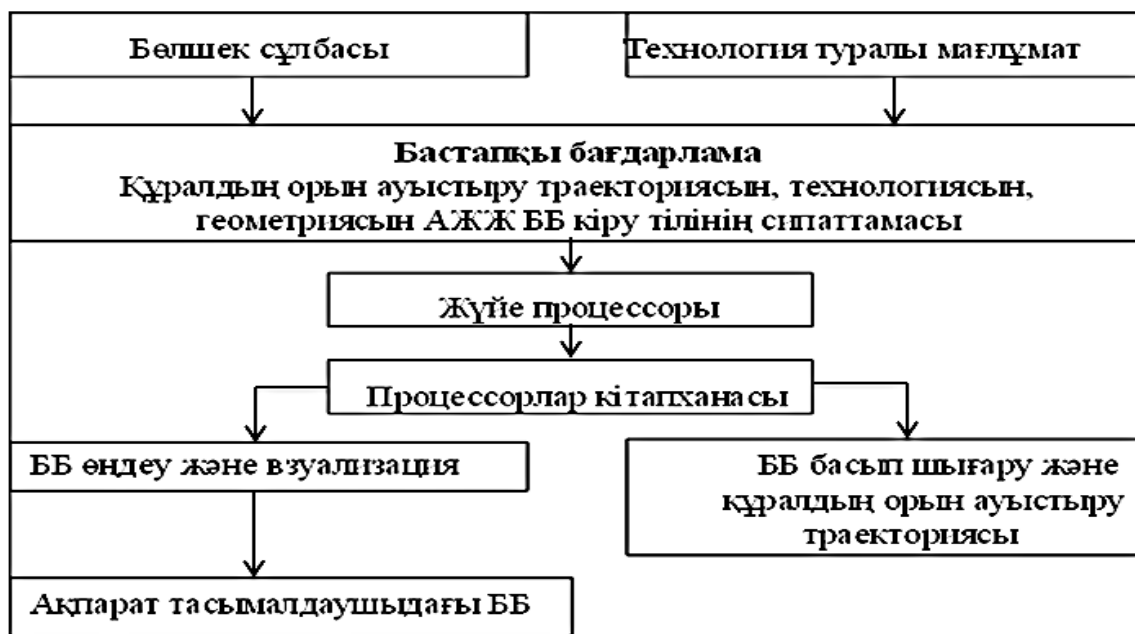 Бөлшек сұлбасы
Технология туралы мағлұмат
Бастапқы бағдарлама
Құралдың орын ауыстыру траекториясын, технологиясын,
геометриясын АЖЖ ББ кіру тілінің сипаттамасы
Жүйе процессоры
Процессорлар кітапханасы
ББ өңдеу және взуализация
ББ басып шығару және
құралдың орын ауыстыру
траекториясы
Ақпарат тасымалдаушыдағы ББ